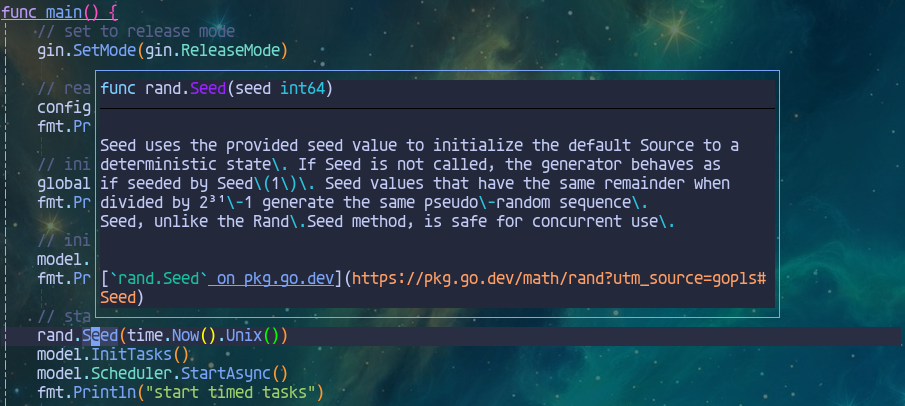 func main() {
// set to release mode
gin.SetMode(gin.ReleaseMode)
// rea
func rand.Seed(seed int64)
config
fmt.Pr
Seed uses the provided seed value to initialize the default Source to a
deterministic state\. If Seed is not called, the generator behaves as
// ini
if seeded by Seed\(1\)\. Seed values that have the same remainder when
global
divided by 2³¹\-1 generate the same pseudo\-random sequence\.
fmt.Pr
Seed, unlike the Rand\.Seed method, is safe for concurrent use\.
// ini
model.
fmt.Pr
[`rand.Seed` on pkg.go.dev](https://pkg.go.dev/math/rand?utm_source=gopls#
Seed)
// sta
rand.Seed(time.Now().Unix())
model.InitTasks()
model.Scheduler.StartAsync()
fmt.Println("start timed tasks")